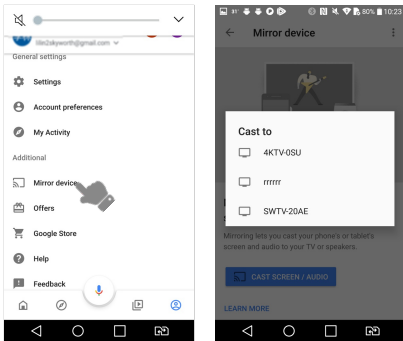 lite2skyworth@gmail.com
General settings
Settings
Account preferences
My Activity
Additional
Mirror device
Offers
Google Store
Help
Feedback
31° 80% 10:23
Mirror device
Cast to
4KTV-0SU
rrrrrr
SWTV-20AE
Mirroring lets you cast your phone's or tablet's
screen and audio to your TV or speakers.
CAST SCREEN / AUDIO
LEARN MORE